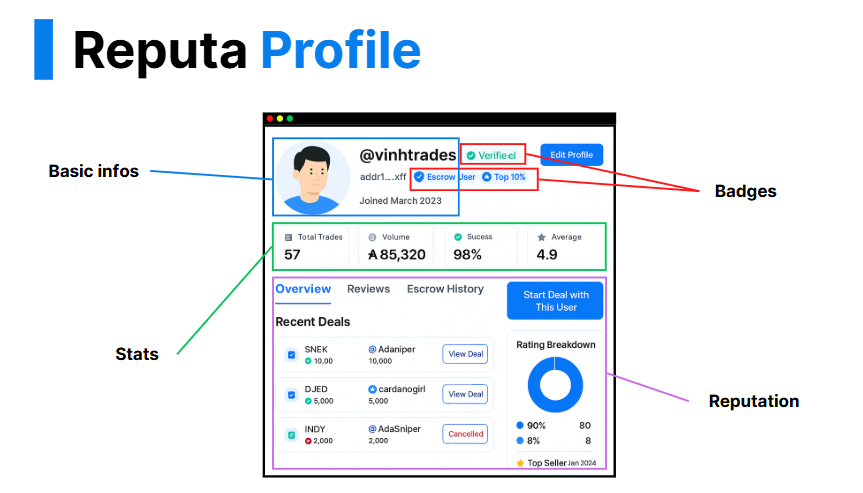 Reputa Profile
Basic infos
@vinhtrades
Verified
Edit Profile
addr1....xff
Escrow User
Top 10%
Joined March 2023
Badges
Total Trades
57
Volume
₳ 85,320
Sucess
98%
Average
4.9
Stats
Overview
Reviews
Escrow History
Start Deal with
This User
Recent Deals
SNEK
10,00
@ Adaniper
10,000
View Deal
DJED
5,000
cardanogirl
5,000
View Deal
INDY
2,000
@ AdaSniper
2,000
Cancelled
Rating Breakdown
90% 80
8% 8
Top Seller Jan 2024
Reputation